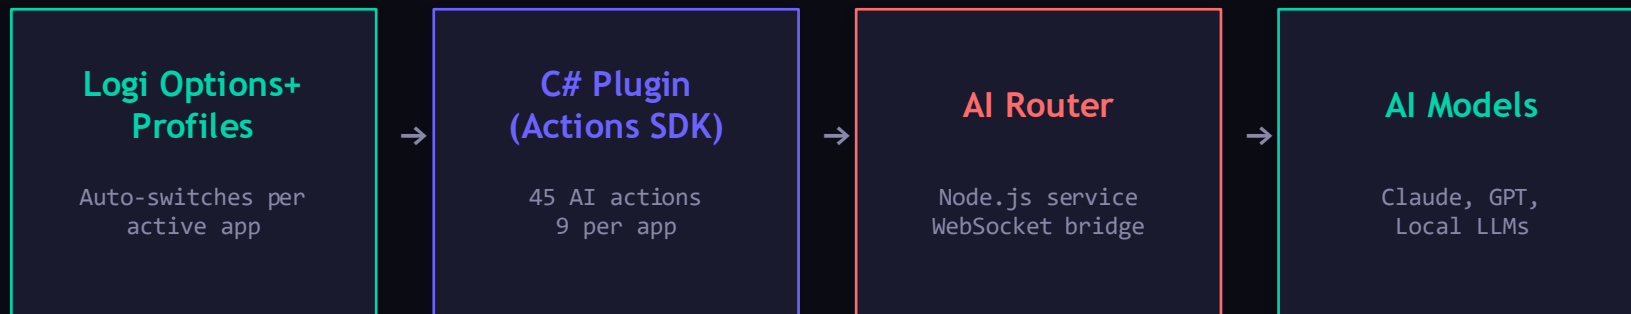 Logi Options+
Profiles
Auto-switches per
active app
→
C# Plugin
(Actions SDK)
45 AI actions
9 per app
→
AI Router
Node.js service
WebSocket bridge
→
AI Models
Claude, GPT,
Local LLMs